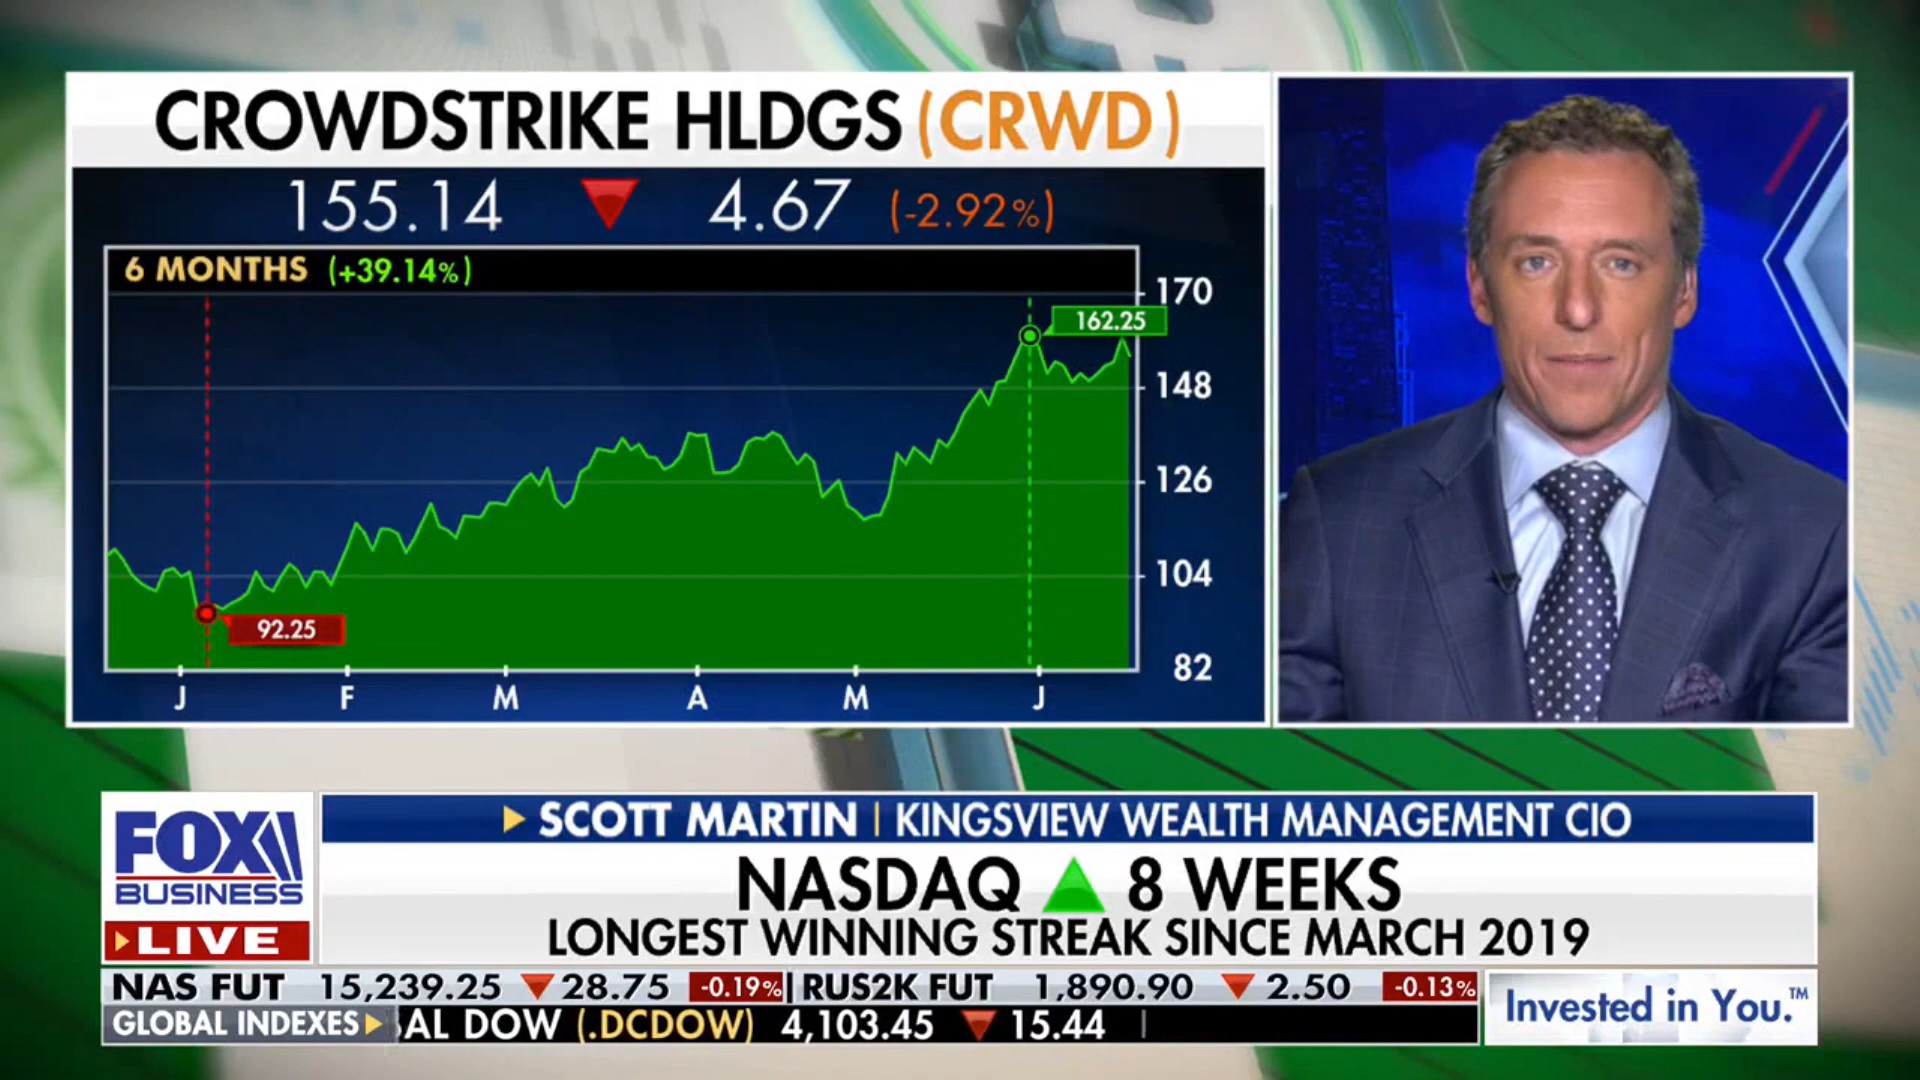 CROWDSTRIKE HLDGS (CRWD)
155.14 ▼ 4.67 (-2.92%)
6 MONTHS (+39.14%)
170
162.25
148
126
104
92.25
82
J F M A M J
SCOTT MARTIN | KINGSVIEW WEALTH MANAGEMENT CIO
FOX
BUSINESS
LIVE
NASDAQ ▲ 8 WEEKS
LONGEST WINNING STREAK SINCE MARCH 2019
NAS FUT 15,239.25 ▼ 28.75 -0.19% | RUS2K FUT 1,890.90 ▼ 2.50 -0.13%
GLOBAL INDEXES AL DOW (.DCDOW) 4,103.45 ▼ 15.44 |
Invested in You.™